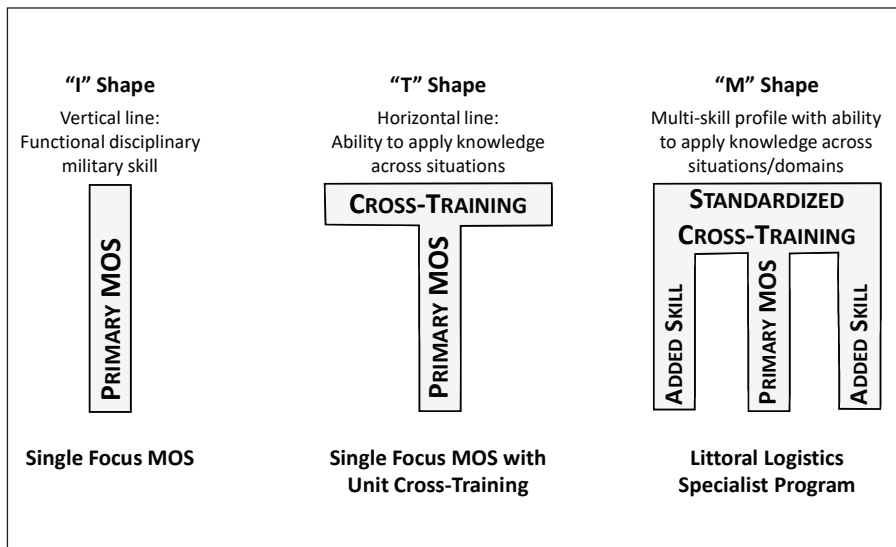 “I” Shape
Vertical line:
Functional disciplinary
military skill
PRIMARY MOS
Single Focus MOS
“T” Shape
Horizontal line:
Ability to apply knowledge
across situations
CROSS-TRAINING
PRIMARY MOS
Single Focus MOS with
Unit Cross-Training
“M” Shape
Multi-skill profile with ability
to apply knowledge across
situations/domains
STANDARDIZED
CROSS-TRAINING
ADDED SKILL
PRIMARY MOS
ADDED SKILL
Littoral Logistics
Specialist Program